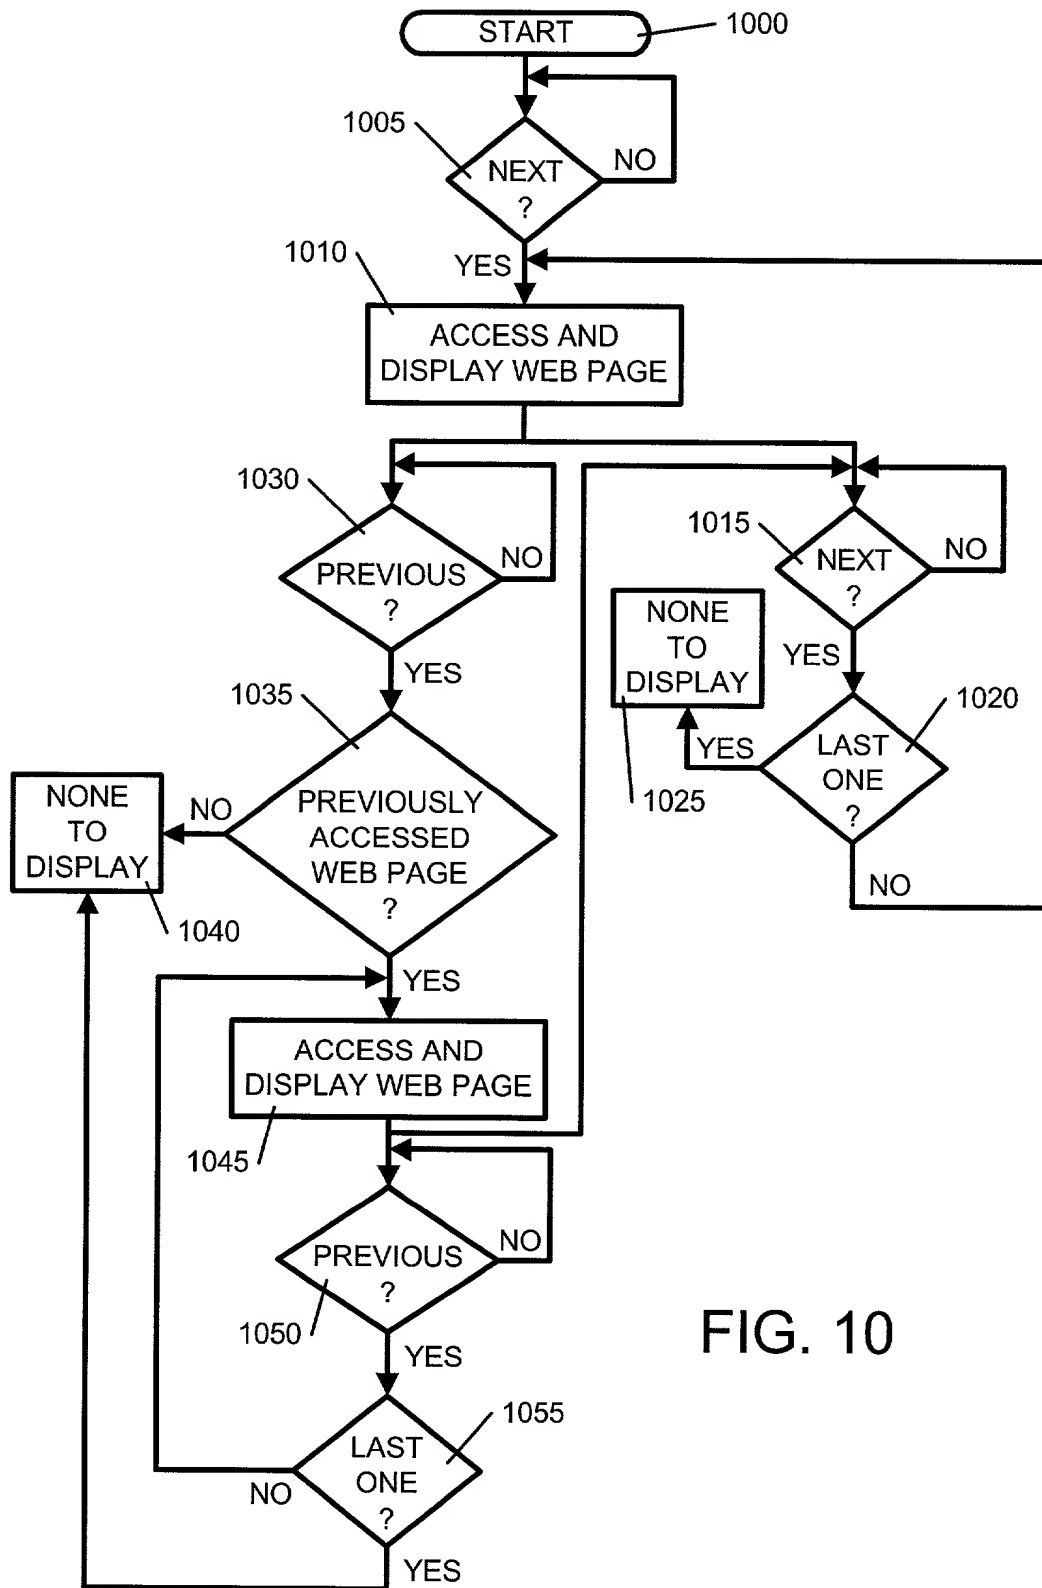 START
1000
1005
NEXT
?
NO
1010
YES
ACCESS AND
DISPLAY WEB PAGE
1030
PREVIOUS
?
NO
1015
NEXT
?
NO
NONE
TO
DISPLAY
1025
YES
1020
LAST
ONE
?
YES
NO
YES
1035
PREVIOUSLY
ACCESSED
WEB PAGE
?
NO
NONE
TO
DISPLAY
1040
YES
ACCESS AND
DISPLAY WEB PAGE
1045
PREVIOUS
?
NO
1050
YES
1055
LAST
ONE
?
NO
YES
FIG. 10